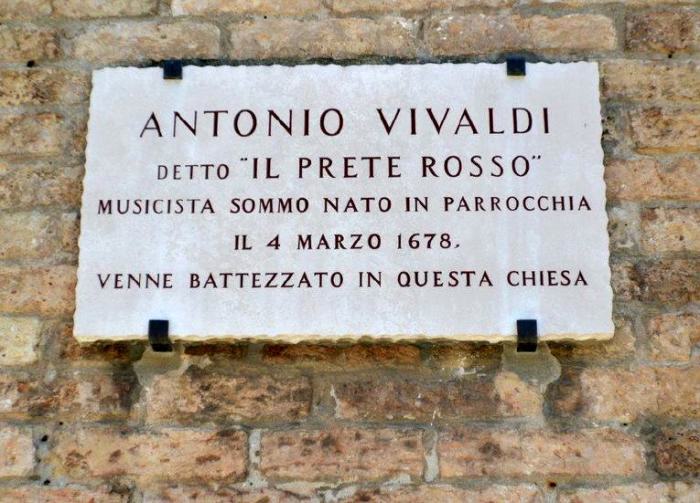 ANTONIO VIVALDI
DETTO "IL PRETE ROSSO"
MUSICISTA SOMMO NATO IN PARROCCHIA
IL 4 MARZO 1678.
VENNE BATTEZZATO IN QUESTA CHIESA